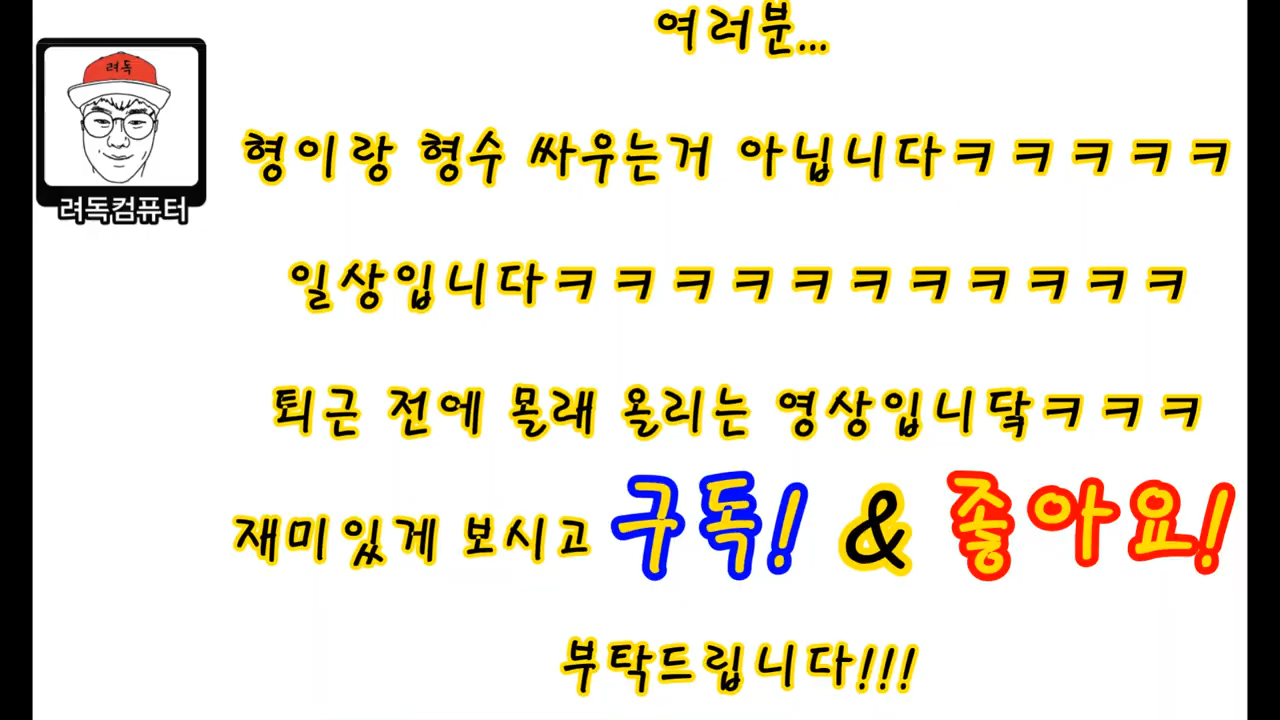 여러분...
려독
려독컴퓨터
형이랑 형수 싸우는거 아닙니다ㅋㅋㅋㅋㅋ
일상입니다ㅋㅋㅋㅋㅋㅋㅋㅋㅋㅋㅋ
퇴근 전에 몰래 올리는 영상입니닼ㅋㅋㅋ
재미있게 보시고 구독! & 좋아요!
부탁드립니다!!!